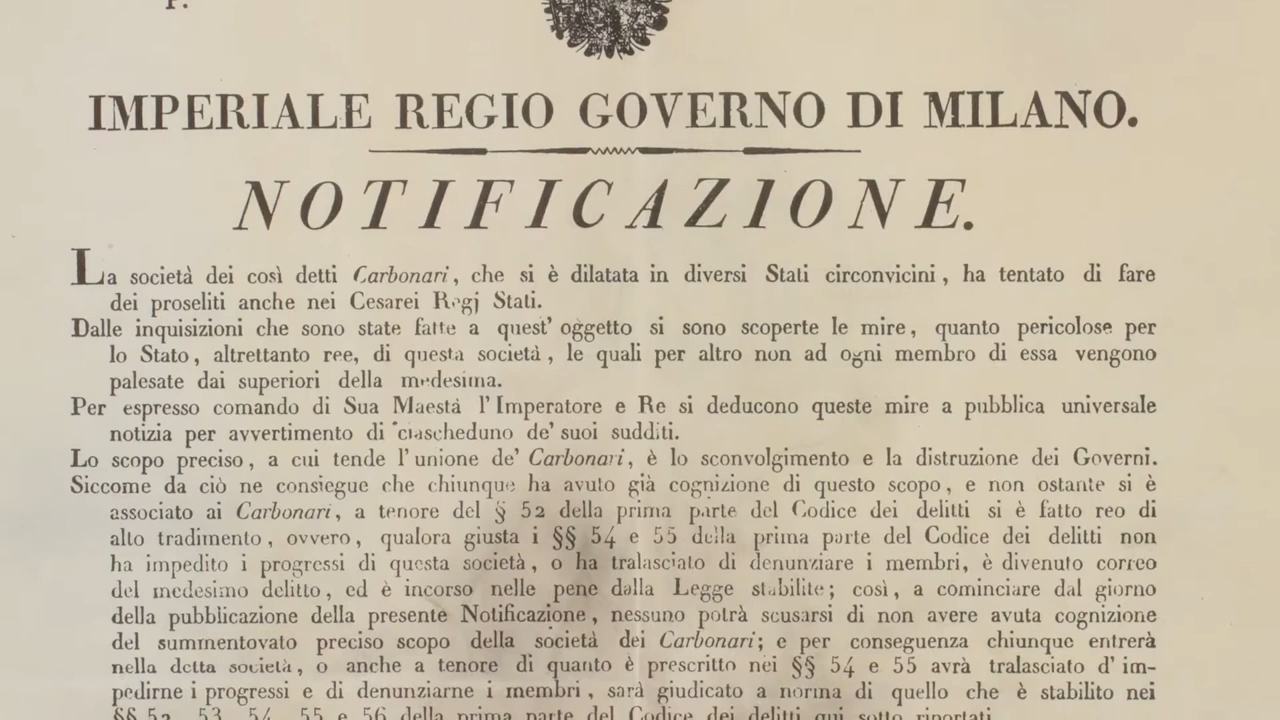 P.
IMPERIALE REGIO GOVERNO DI MILANO.
NOTIFICAZIONE.
La società dei così detti Carbonari, che si è dilatata in diversi Stati circonvicini, ha tentato di fare
dei proseliti anche nei Cesarei Regj Stati.
Dalle inquisizioni che sono state fatte a quest' oggetto si sono scoperte le mire, quanto pericolose per
lo Stato, altrettanto ree, di questa società, le quali per altro non ad ogni membro di essa vengono
palesate dai superiori della medesima.
Per espresso comando di Sua Maestà l'Imperatore e Re si deducono queste mire a pubblica universale
notizia per avvertimento di ciascheduno de' suoi sudditi.
Lo scopo preciso, a cui tende l'unione de' Carbonari, è lo sconvolgimento e la distruzione dei Governi.
Siccome da ciò ne consiegue che chiunque ha avuto già cognizione di questo scopo, e non ostante si è
associato ai Carbonari, a tenore del § 52 della prima parte del Codice dei delitti si è fatto reo di
alto tradimento, ovvero, qualora giusta i §§ 54 e 55 della prima parte del Codice dei delitti non
ha impedito i progressi di questa società, o ha tralasciato di denunziare i membri, è divenuto correo
del medesimo delitto, ed è incorso nelle pene dalla Legge stabilite; così, a cominciare dal giorno
della pubblicazione della presente Notificazione, nessuno potrà scusarsi di non avere avuta cognizione
del summentovato preciso scopo della società dei Carbonari; e per conseguenza chiunque entrerà
nella detta società, o anche a tenore di quanto è prescritto nei §§ 54 e 55 avrà tralasciato d'im-
pedirne i progressi e di denunziarne i membri, sarà giudicato a norma di quello che è stabilito nei
§§ 52, 53, 54, 55 e 56 della prima parte del Codice dei delitti qui sotto riportati.